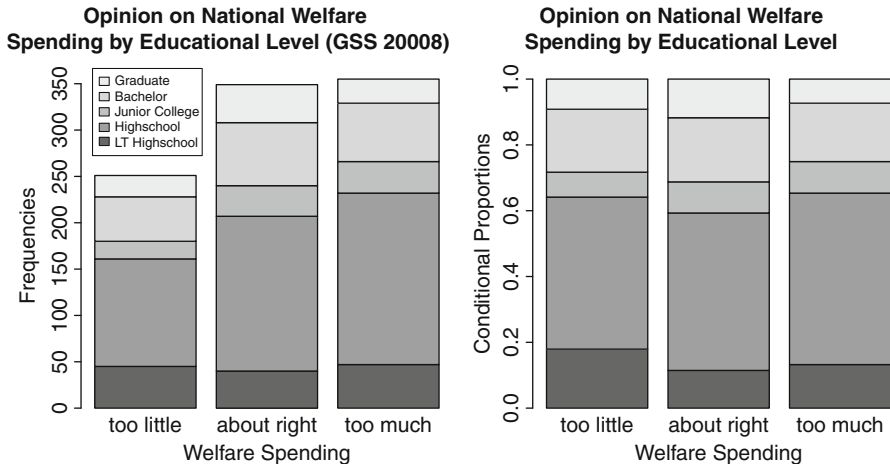 Opinion on National Welfare
Spending by Educational Level (GSS 20008)
Graduate
Bachelor
Junior College
Highschool
LT Highschool
Frequencies
0
50
100
150
200
250
300
350
too little
about right
too much
Welfare Spending
Opinion on National Welfare
Spending by Educational Level
Conditional Proportions
0.0
0.2
0.4
0.6
0.8
1.0
too little
about right
too much
Welfare Spending